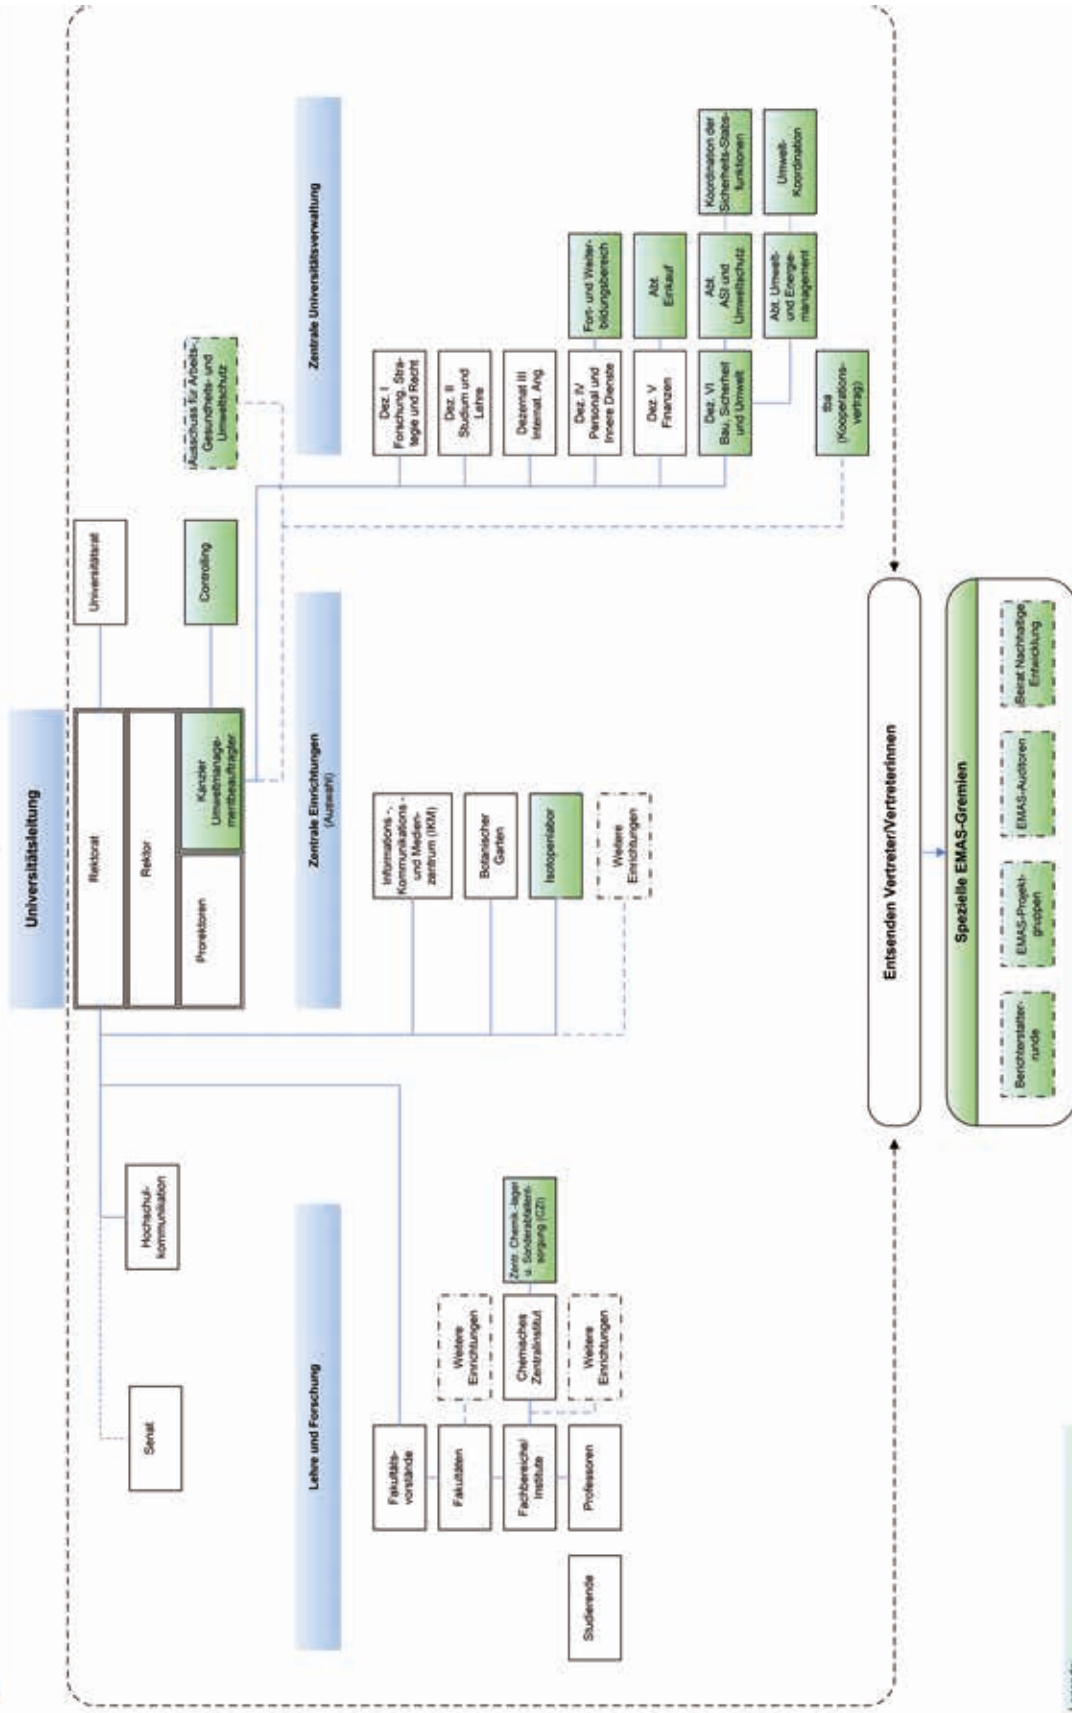 Universitätsleitung
Rektorat
Rektor
Prorektoren
Kanzler
Umweltmanage-
mentbeauftragter
Universitätsrat
Controlling
Ausschuss für Arbeits-,
Gesundheits- und
Umweltschutz
Senat
Hochschul-
kommunikation
Lehre und Forschung
Fakultäts-
vorstände
Fakultäten
Weitere
Einrichtungen
Fachbereiche/
Institute
Chemisches
Zentralinstitut
Zentr. Chemik.-lager
u. Sonderabfallent-
sorgung (CZI)
Professoren
Weitere
Einrichtungen
Studierende
Zentrale Einrichtungen
(Auswahl)
Informations -,
Kommunikations -
und Medien-
zentrum (IKM)
Botanischer
Garten
Isotopenlabor
Weitere
Einrichtungen
Zentrale Universitätsverwaltung
Dez. I
Forschung, Stra-
tegie und Recht
Dez. II
Studium und
Lehre
Dezernat III
Internat. Ang.
Dez. IV
Personal und
Innere Dienste
Fort- und Weiter-
bildungsbereich
Dez. V
Finanzen
Abt.
Einkauf
Dez. VI
Bau, Sicherheit
und Umwelt
Abt.
ASI und
Umweltschutz
Koordination der
Sicherheits-Stabs-
funktionen
Abt. Umwelt-
und Energie-
management
Umwelt-
Koordination
tba
(Kooperations-
vertrag)
Entsenden Vertreter/Vertreterinnen
Spezielle EMAS-Gremien
Berichterstatter-
runde
EMAS-Projekt-
gruppen
EMAS-Auditoren
Beirat Nachhaltige
Entwicklung